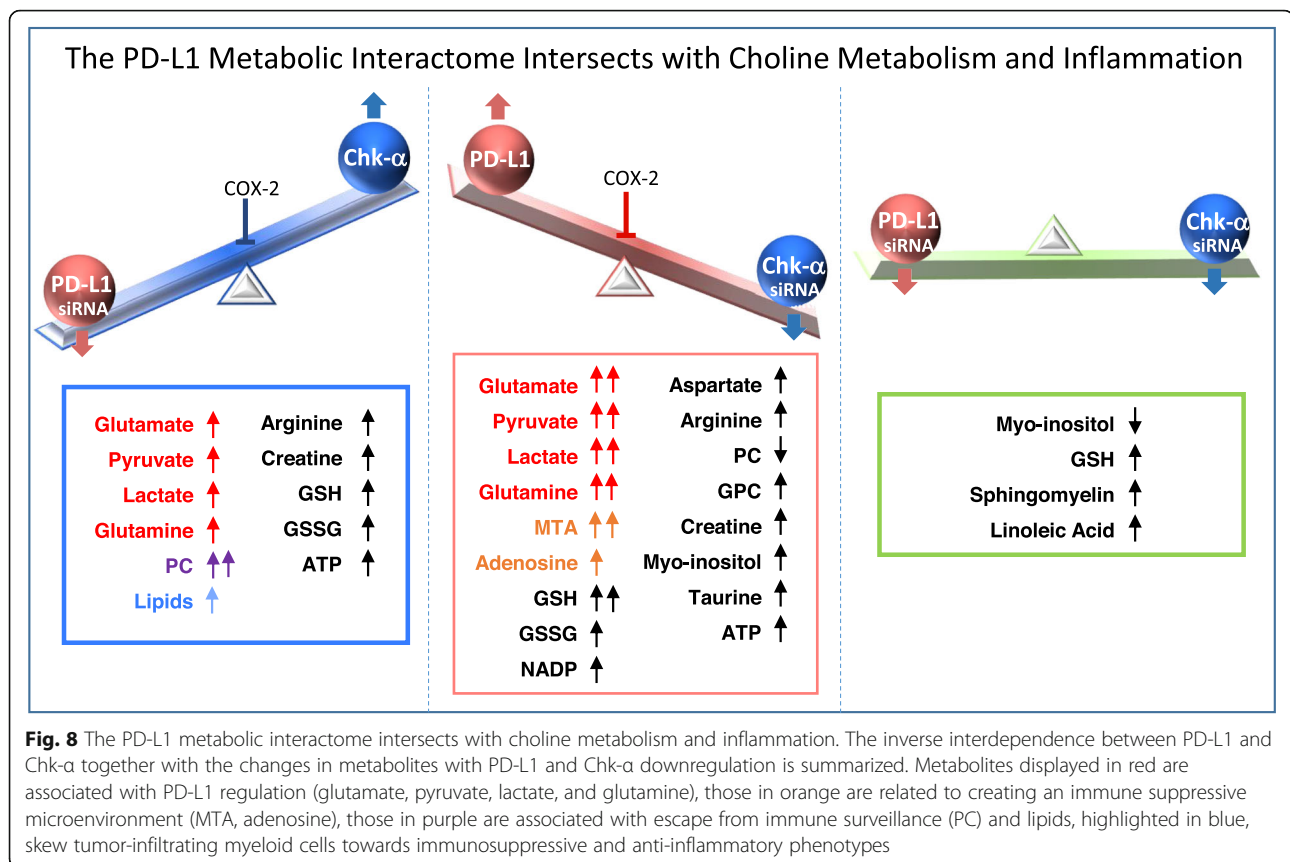 The PD-L1 Metabolic Interactome Intersects with Choline Metabolism and Inflammation
Chk-α
COX-2
PD-L1
siRNA
Glutamate
Pyruvate
Lactate
Glutamine
PC
Lipids
Arginine
Creatine
GSH
GSSG
ATP
PD-L1
COX-2
Chk-α
siRNA
Glutamate
Pyruvate
Lactate
Glutamine
MTA
Adenosine
GSH
GSSG
NADP
Aspartate
Arginine
PC
GPC
Creatine
Myo-inositol
Taurine
ATP
PD-L1
siRNA
Chk-α
siRNA
Myo-inositol
GSH
Sphingomyelin
Linoleic Acid
Fig. 8 The PD-L1 metabolic interactome intersects with choline metabolism and inflammation. The inverse interdependence between PD-L1 and
Chk-α together with the changes in metabolites with PD-L1 and Chk-α downregulation is summarized. Metabolites displayed in red are
associated with PD-L1 regulation (glutamate, pyruvate, lactate, and glutamine), those in orange are related to creating an immune suppressive
microenvironment (MTA, adenosine), those in purple are associated with escape from immune surveillance (PC) and lipids, highlighted in blue,
skew tumor-infiltrating myeloid cells towards immunosuppressive and anti-inflammatory phenotypes